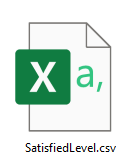 X
a,
SatisfiedLevel.csv